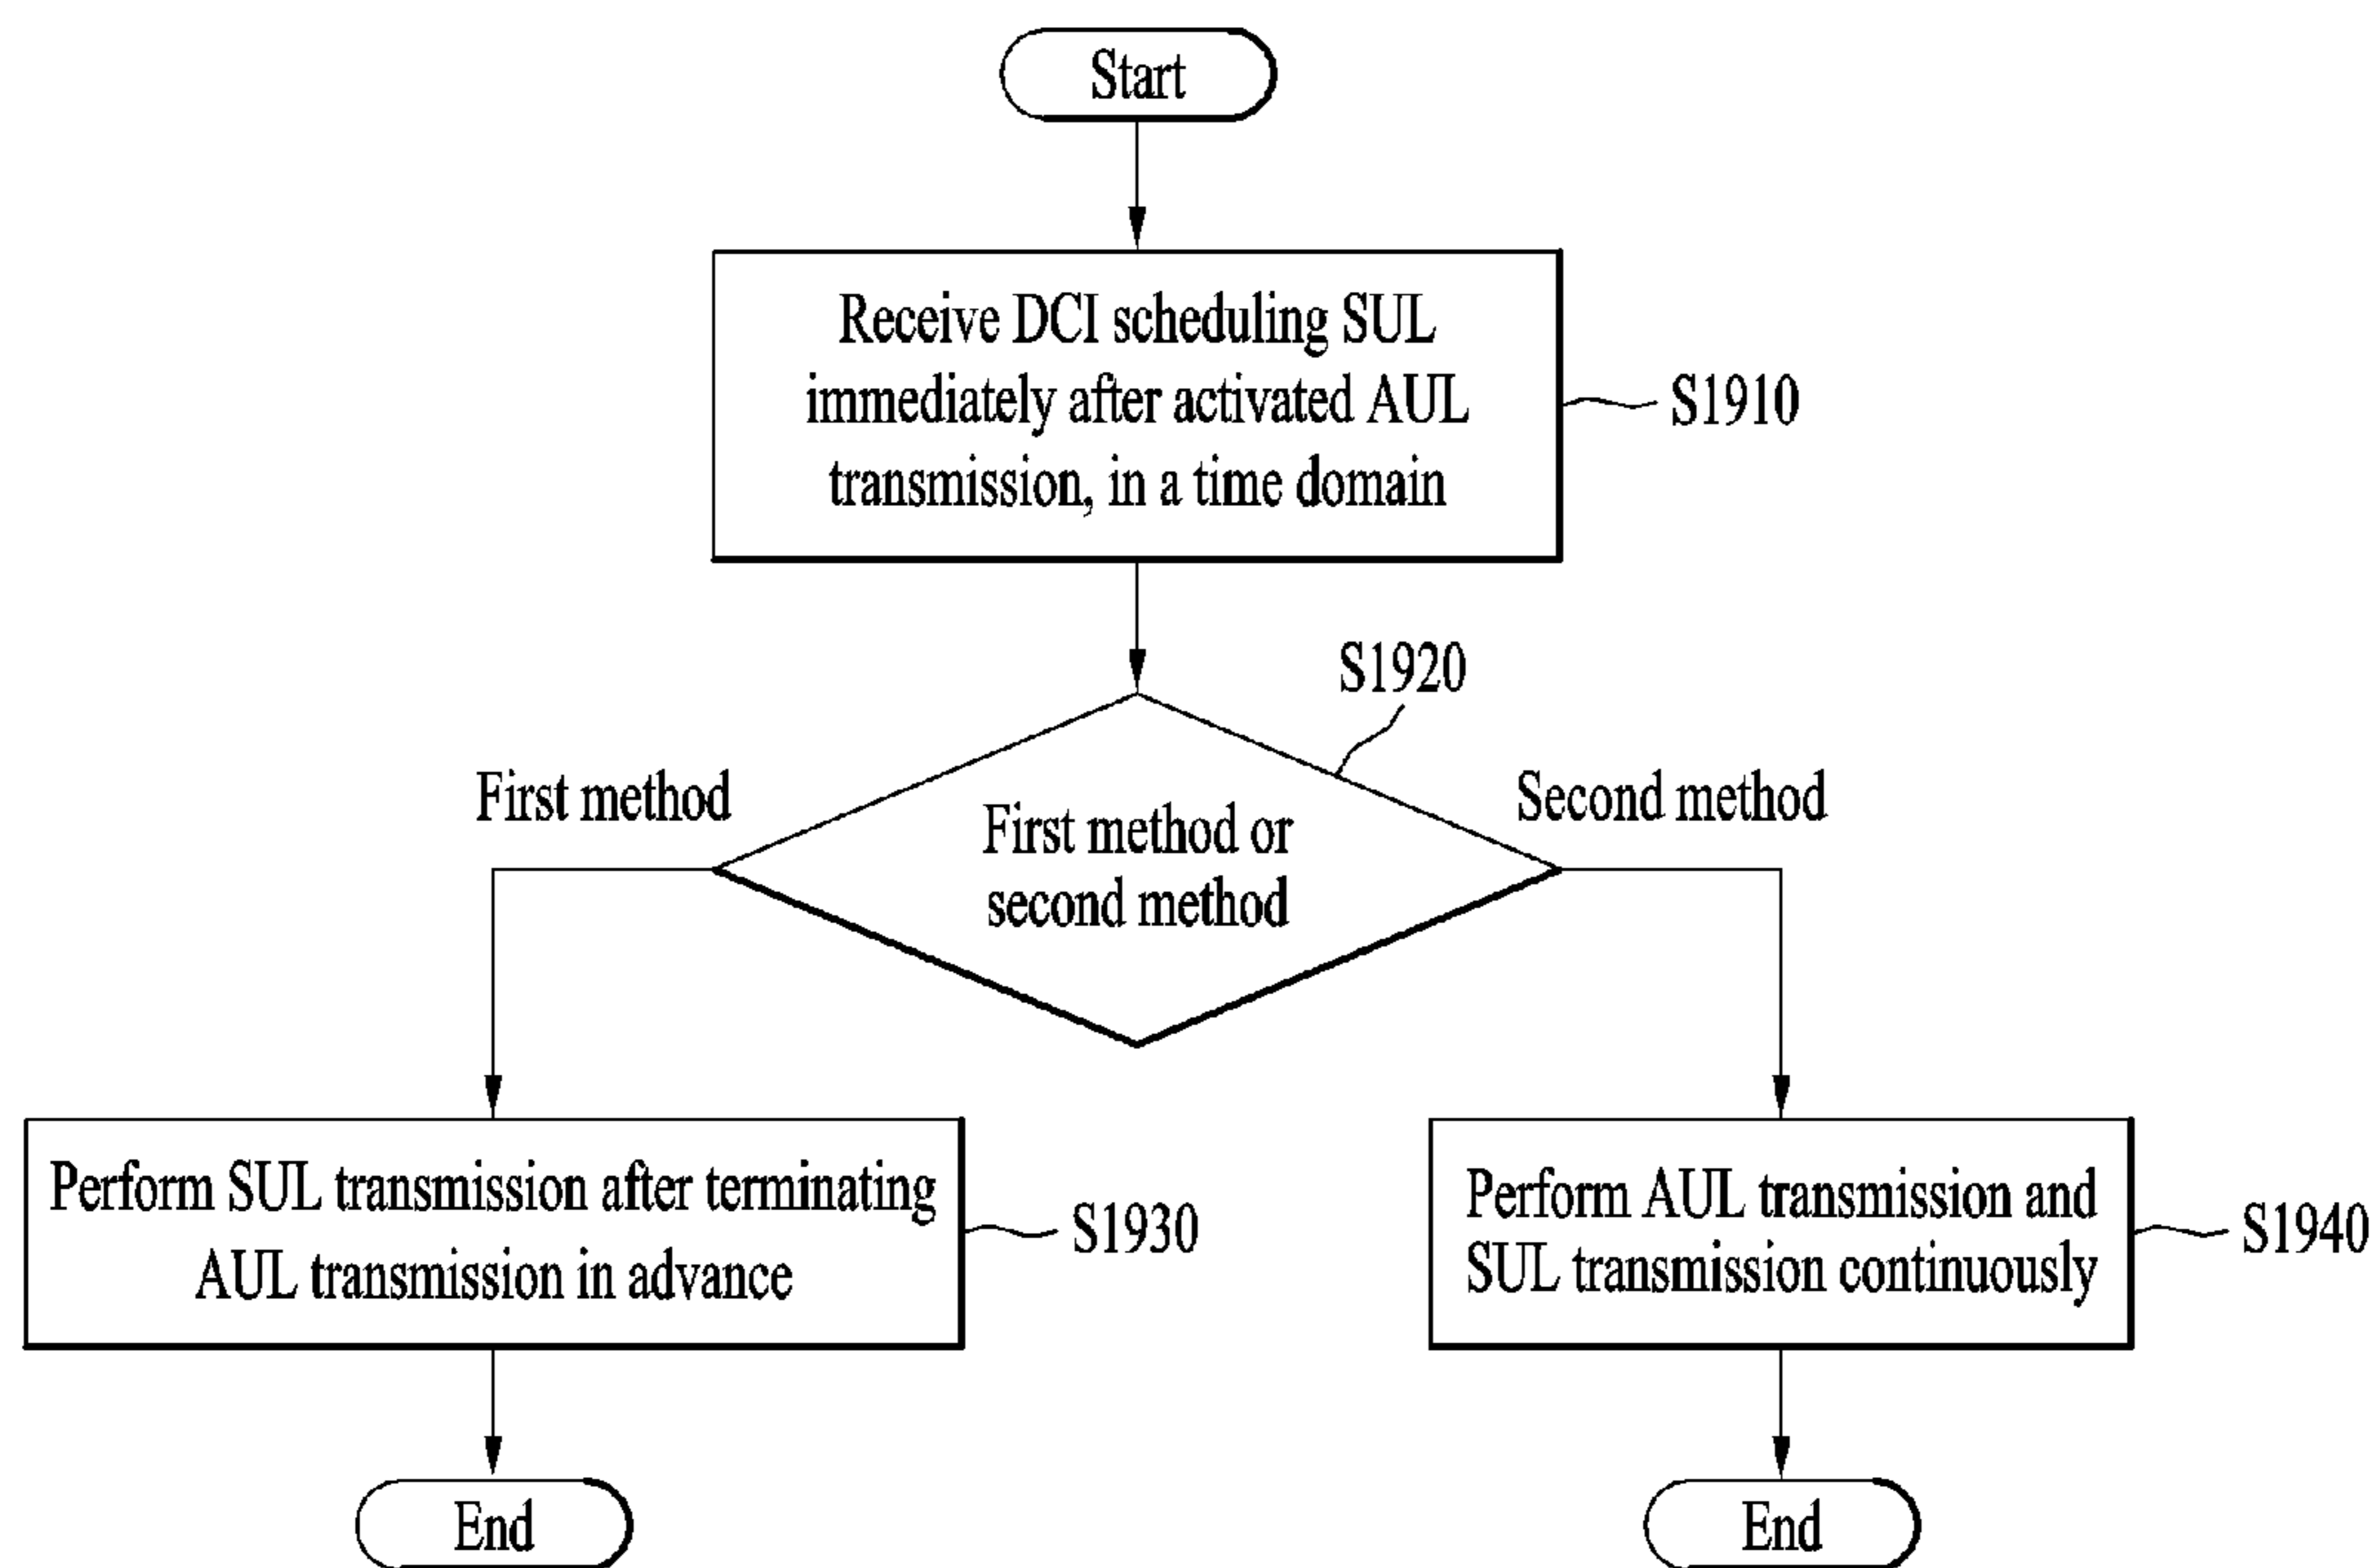 Start
Receive DCI scheduling SUL
immediately after activated AUL
transmission, in a time domain
S1910
S1920
First method
Second method
First method or
second method
Perform SUL transmission after terminating
AUL transmission in advance
S1930
Perform AUL transmission and
SUL transmission continuously
S1940
End
End